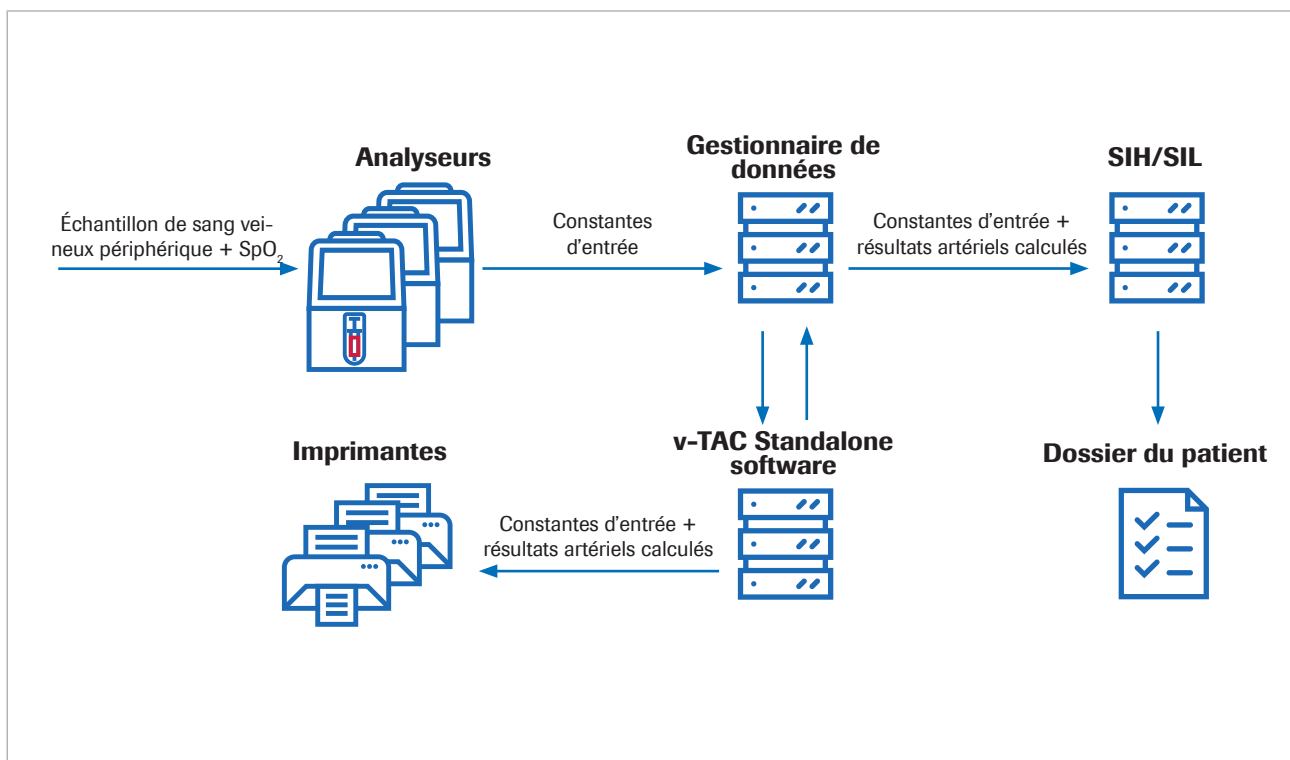 Analyseurs
Gestionnaire de
données
SIH/SIL
Échantillon de sang vei-
neux périphérique + SpO₂
Constantes
d'entrée
Constantes d'entrée +
résultats artériels calculés
Imprimantes
v-TAC Standalone
software
Dossier du patient
Constantes d'entrée +
résultats artériels calculés